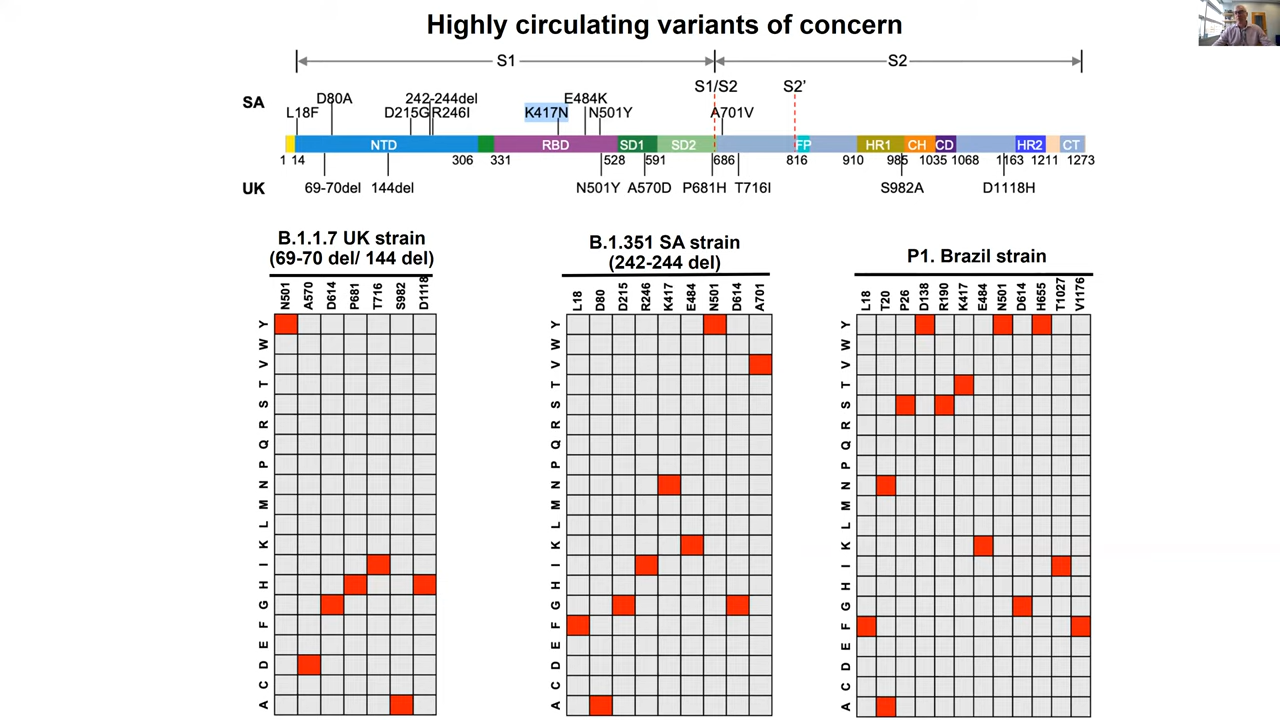 Highly circulating variants of concern
S1 S2
S1/S2 S2'
SA
L18F D80A D215G 242-244del R246I K417N E484K N501Y A701V
NTD RBD SD1 SD2 FP HR1 CH CD HR2 CT
1 14 306 331 528 591 686 816 910 985 1035 1068 1163 1211 1273
UK
69-70del 144del N501Y A570D P681H T716I S982A D1118H
B.1.1.7 UK strain
(69-70 del/ 144 del)
N501 A570 D614 P681 T716 S982 D1118
Y
W
V
T
S
R
Q
P
N
M
L
K
I
H
G
F
E
D
C
A
B.1.351 SA strain
(242-244 del)
L18 D80 D215 R246 K417 E484 N501 D614 A701
Y
W
V
T
S
R
Q
P
N
M
L
K
I
H
G
F
E
D
C
A
P1. Brazil strain
L18 T20 P26 D138 R190 K417 E484 N501 D614 H655 T1027 V1176
Y
W
V
T
S
R
Q
P
N
M
L
K
I
H
G
F
E
D
C
A